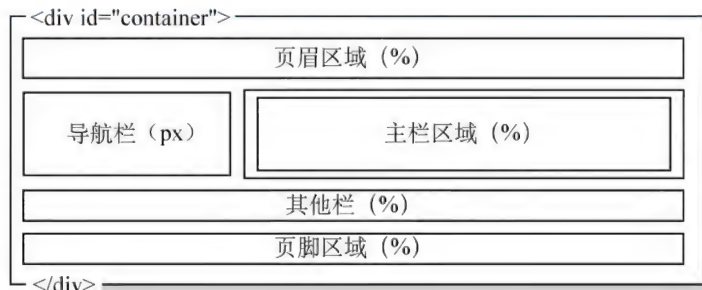 <div id="container">
页眉区域（%）
导航栏（px）
主栏区域（%）
其他栏（%）
页脚区域（%）
</div>